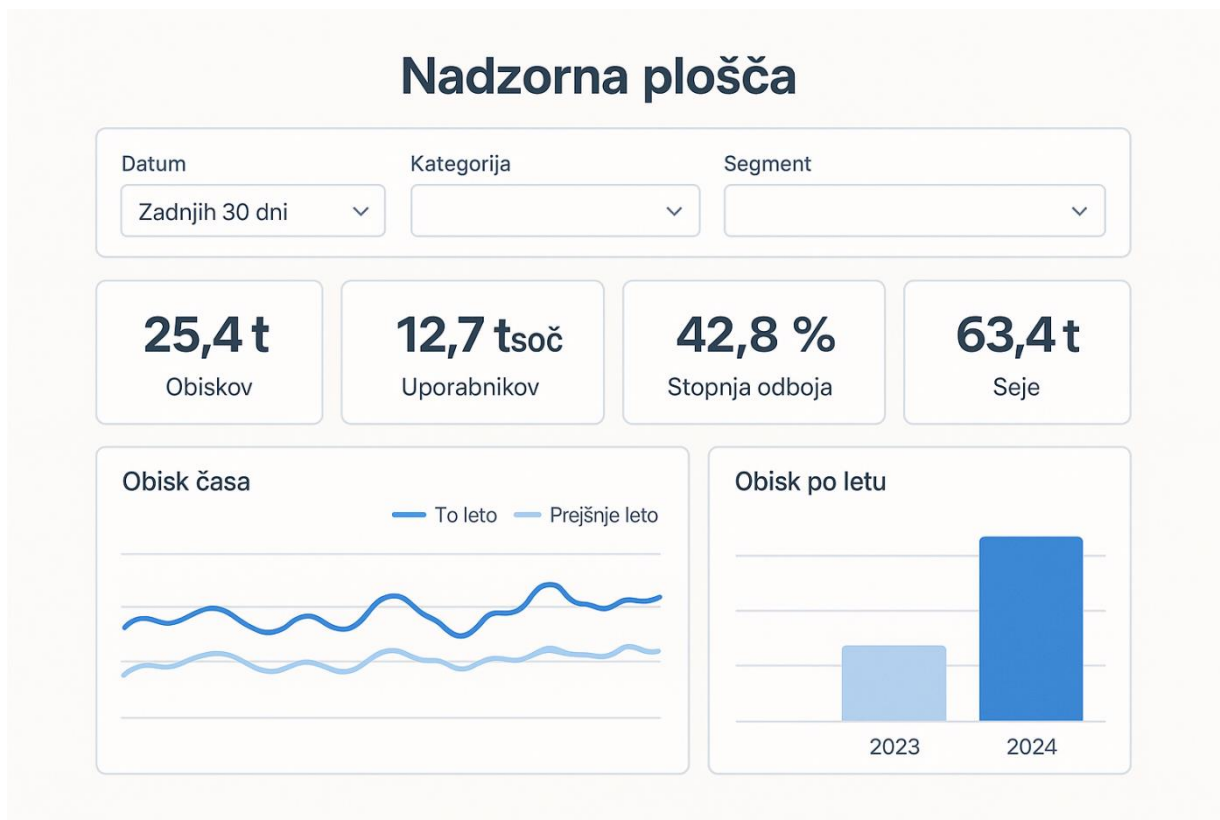 Nadzorna plošča
Datum
Kategorija
Segment
Zadnjih 30 dni
25,4 t
Obiskov
12,7 tsoč
Uporabnikov
42,8 %
Stopnja odboja
63,4 t
Seje
Obisk časa
To leto
Prejšnje leto
Obisk po letu
2023
2024